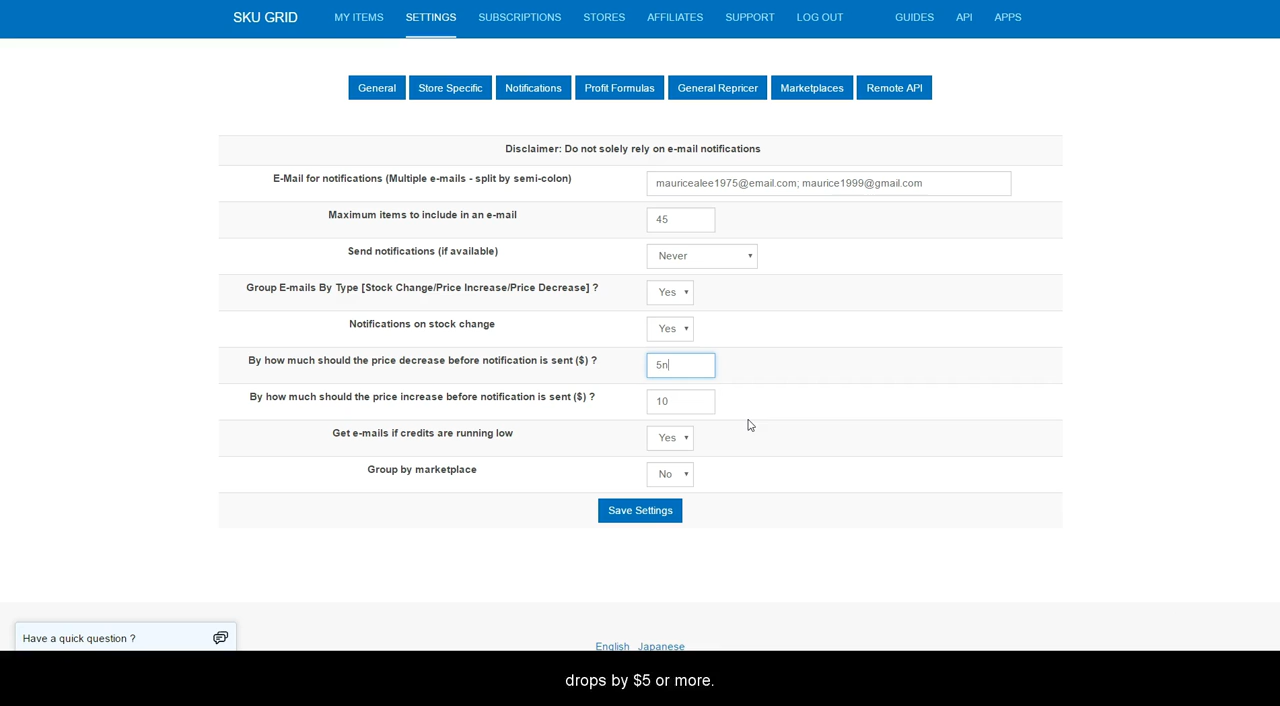 SKU GRID MY ITEMS SETTINGS SUBSCRIPTIONS STORES AFFILIATES SUPPORT LOG OUT GUIDES API APPS
General Store Specific Notifications Profit Formulas General Repricer Marketplaces Remote API
Disclaimer: Do not solely rely on e-mail notifications
E-Mail for notifications (Multiple e-mails - split by semi-colon) mauricealee1975@email.com; maurice1999@gmail.com
Maximum items to include in an e-mail 45
Send notifications (if available) Never
Group E-mails By Type [Stock Change/Price Increase/Price Decrease] ? Yes
Notifications on stock change Yes
By how much should the price decrease before notification is sent ($) ? 5n
By how much should the price increase before notification is sent ($) ? 10
Get e-mails if credits are running low Yes
Group by marketplace No
Save Settings
Have a quick question ?
English Japanese
drops by $5 or more.